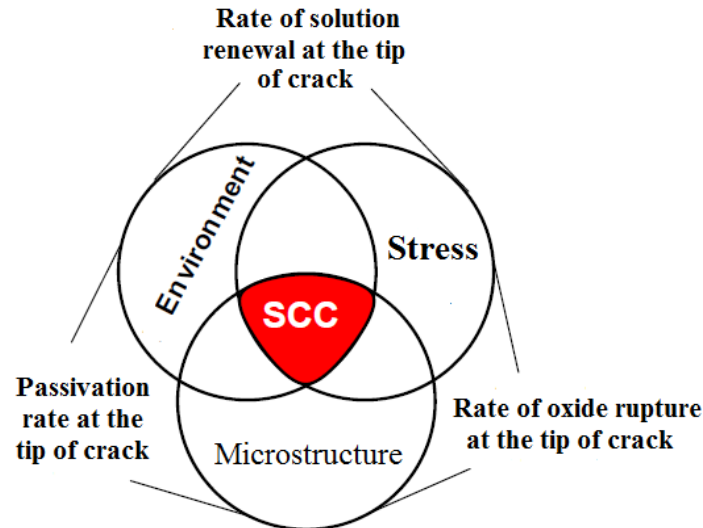 Rate of solution
renewal at the tip
of crack
Environment
Stress
SCC
Passivation
rate at the
tip of crack
Rate of oxide rupture
at the tip of crack
Microstructure